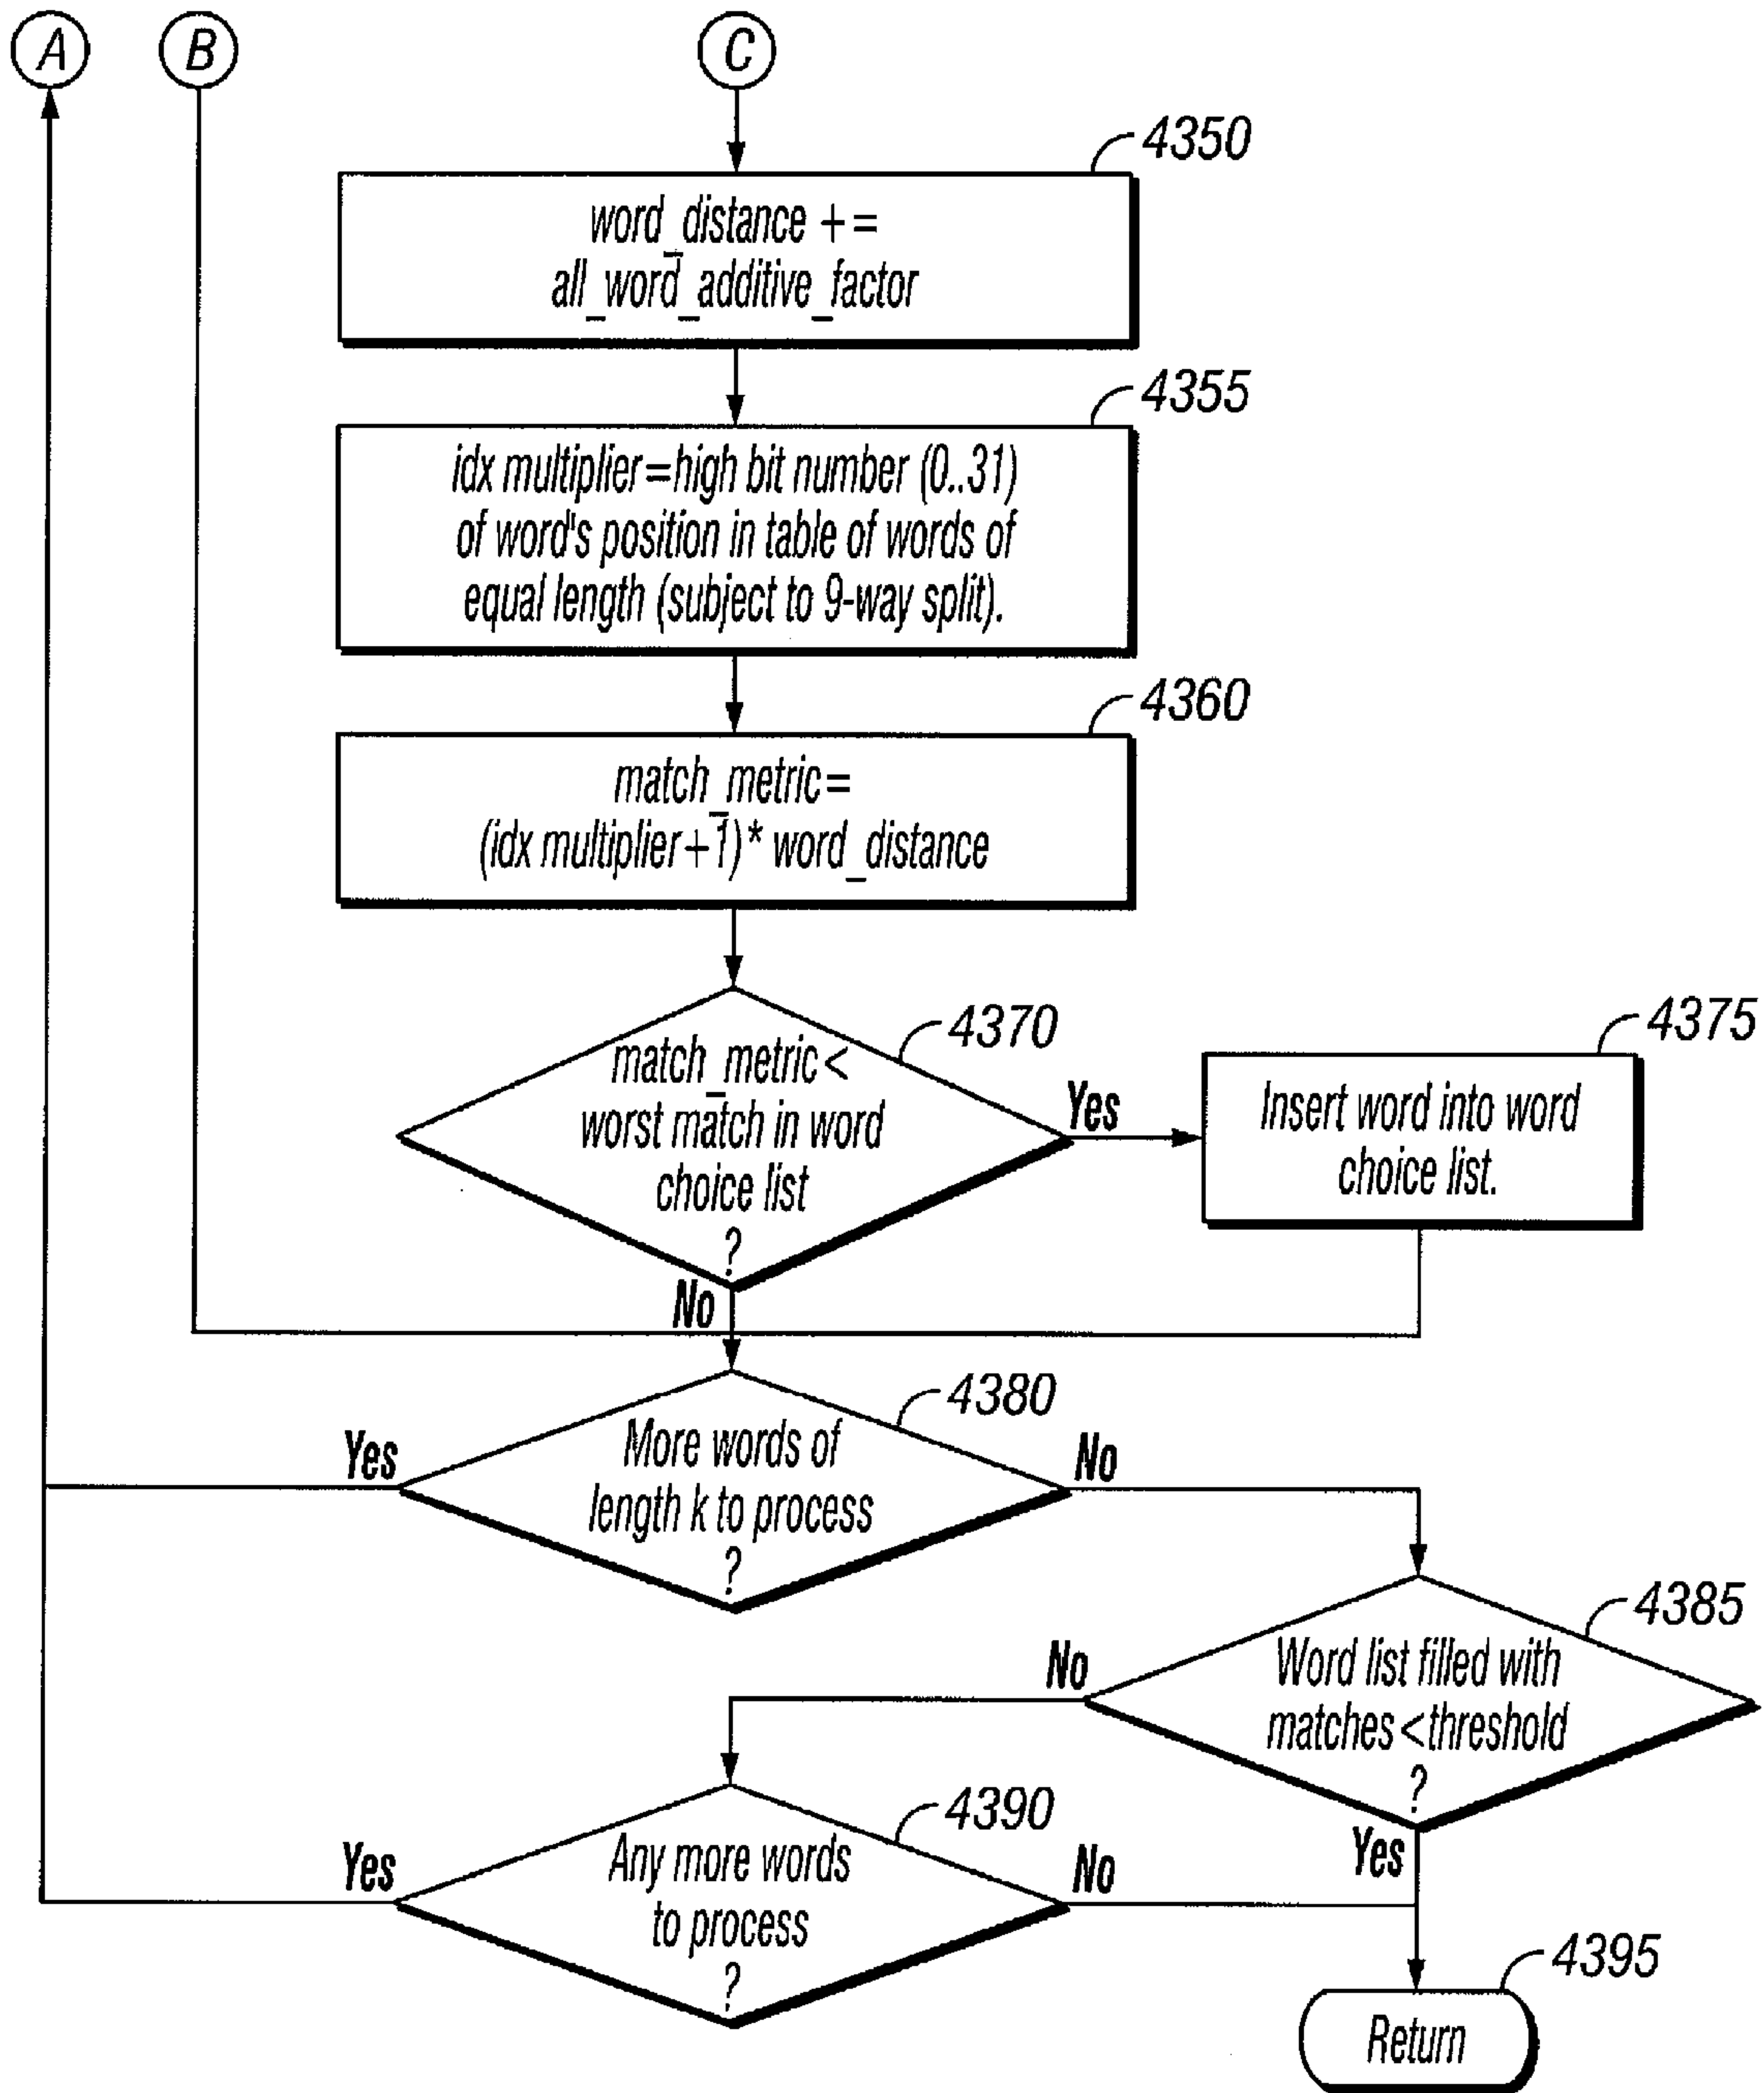 A
B
C
4350
word_distance +=
all_word_additive_factor
4355
idx multiplier=high bit number (0..31)
of word's position in table of words of
equal length (subject to 9-way split).
4360
match_metric=
(idx multiplier+1)* word_distance
4370
match_metric<
worst match in word
choice list
?
Yes
No
4375
Insert word into word
choice list.
4380
More words of
length k to process
?
Yes
No
4385
Word list filled with
matches<threshold
?
No
Yes
4390
Any more words
to process
?
Yes
No
4395
Return